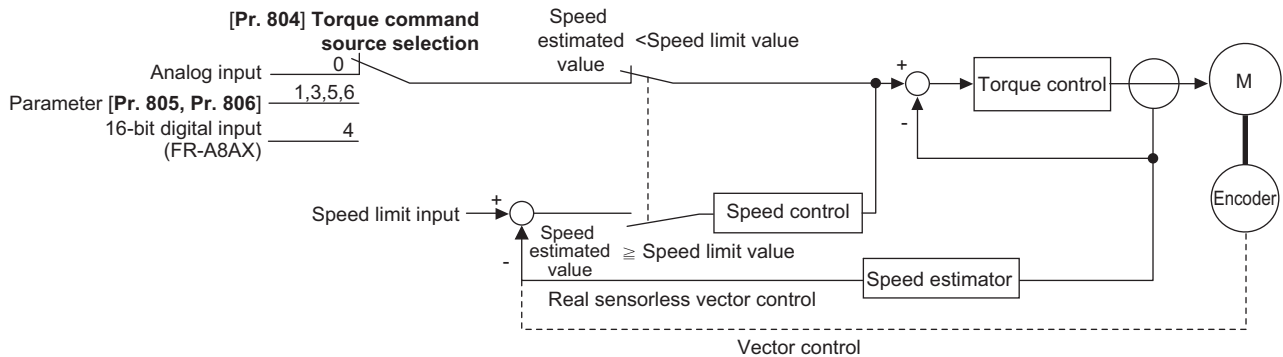 [Pr. 804] Torque command
source selection
Speed
estimated
value
<Speed limit value
Analog input
0
Parameter [Pr. 805, Pr. 806]
1,3,5,6
16-bit digital input
(FR-A8AX)
4
+
-
Torque control
M
Encoder
Speed limit input
+
-
Speed control
Speed
estimated
value
≧ Speed limit value
Speed estimator
Real sensorless vector control
Vector control